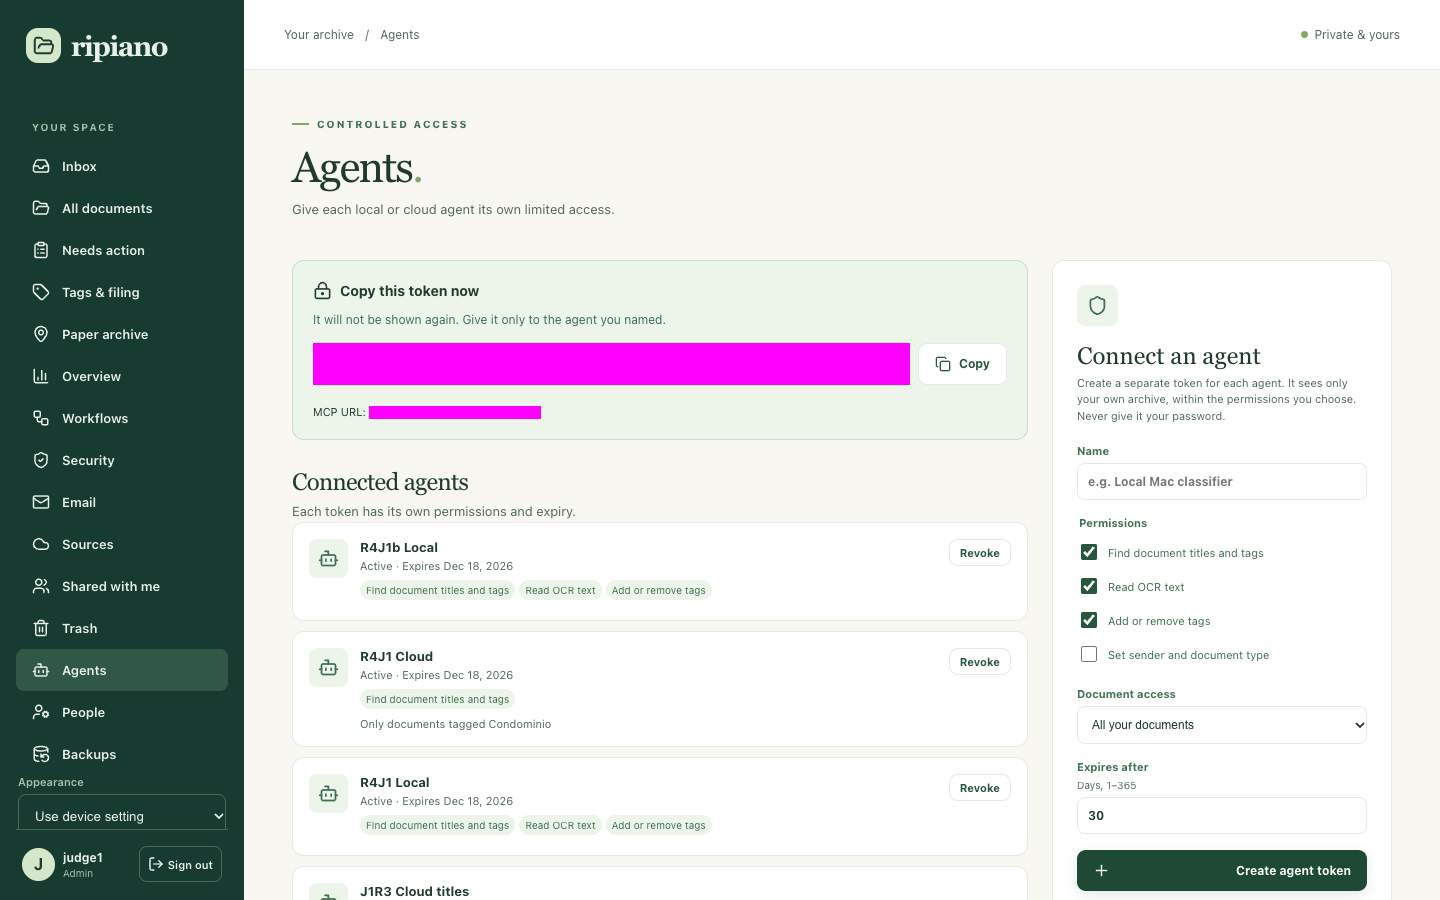 ripiano
YOUR SPACE
Inbox
All documents
Needs action
Tags & filing
Paper archive
Overview
Workflows
Security
Email
Sources
Shared with me
Trash
Agents
People
Backups
Appearance
Use device setting
J
judge1
Admin
Sign out
Your archive / Agents
Private & yours
CONTROLLED ACCESS
Agents.
Give each local or cloud agent its own limited access.
Copy this token now
It will not be shown again. Give it only to the agent you named.
Copy
MCP URL:
Connected agents
Each token has its own permissions and expiry.
R4J1b Local
Active · Expires Dec 18, 2026
Find document titles and tags Read OCR text Add or remove tags
Revoke
R4J1 Cloud
Active · Expires Dec 18, 2026
Find document titles and tags
Only documents tagged Condominio
Revoke
R4J1 Local
Active · Expires Dec 18, 2026
Find document titles and tags Read OCR text Add or remove tags
Revoke
J1R3 Cloud titles
Connect an agent
Create a separate token for each agent. It sees only
your own archive, within the permissions you choose.
Never give it your password.
Name
e.g. Local Mac classifier
Permissions
Find document titles and tags
Read OCR text
Add or remove tags
Set sender and document type
Document access
All your documents
Expires after
Days, 1–365
30
Create agent token